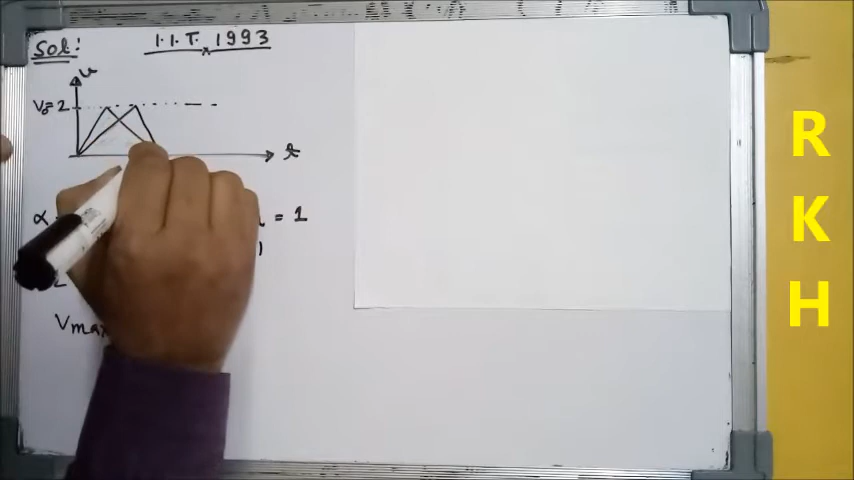 Sol:
I.I.T. 1993
v
V₀=2
t
α = 1
Vmax
R
K
H